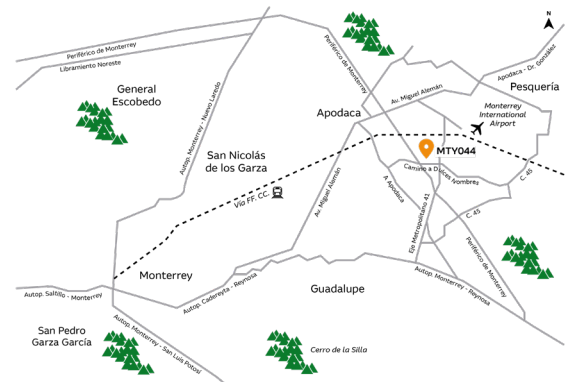 N
Periférico de Monterrey
Libramiento Noreste
General
Escobedo
Autop. Monterrey - Nuevo Laredo
Periférico de Monterrey
Apodaca - Dr. González
Pesquería
Av. Miguel Alemán
Apodaca
Monterrey
International
Airport
MTY044
San Nicolás
de los Garza
Camino a Dulces Nombres
C. 45
A. Apodaca
Av. Miguel Alemán
Vía FF. CC.
Eje Metropolitano 41
C. 45
Periférico de Monterrey
Monterrey
Autop. Saltillo - Monterrey
Autop. Cadereyta - Reynosa
Guadalupe
Autop. Monterrey - Reynosa
San Pedro
Garza García
Autop. Monterrey - San Luis Potosí
Cerro de la Silla